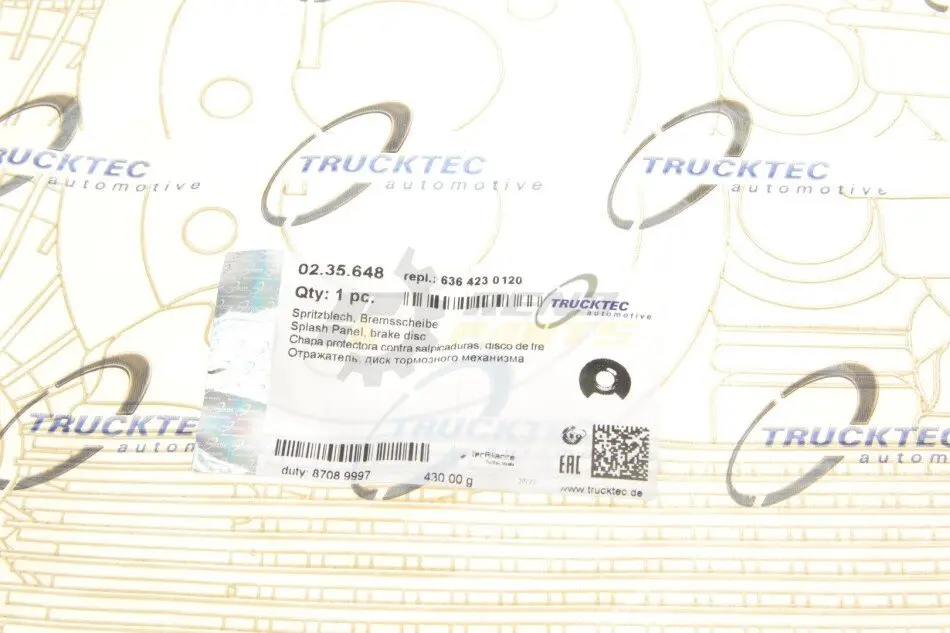 TRUCKTEC
automotive
TRUCKTEC
automotive
TRUCKTEC
automotive
02.35.648 repl.: 636 423 0120
Qty: 1 pc.
TRUCKTEC
automotive
Spritzblech, Bremsscheibe
Splash Panel, brake disc
Chapa protectora contra salpicaduras, disco de fre
Отражатель, диск тормозного механизма
TRUCKTEC
automotive
TRUCKTEC
TRUCKTEC
automotive
TecAlliance
EAC
duty: 8708 9997 430.00 g
www.trucktec.de